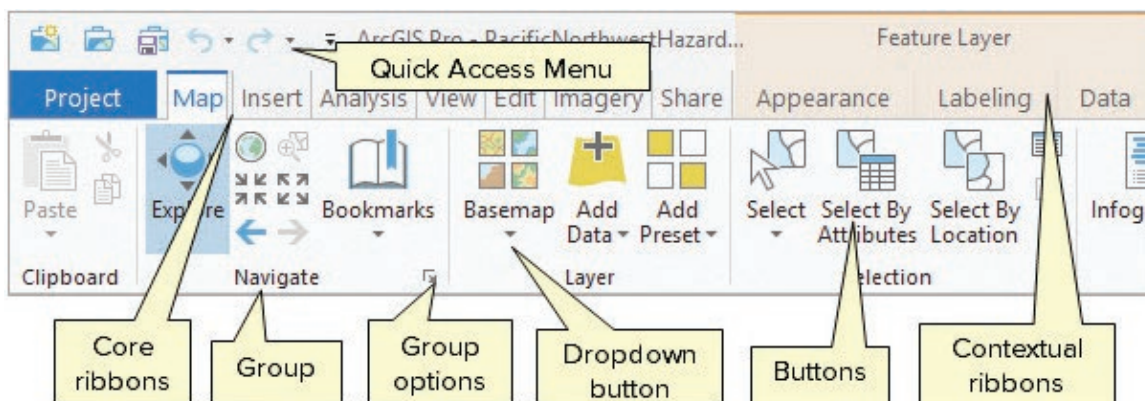 ArcGIS Pro - PacificNorthwestHazard...
Feature Layer
Quick Access Menu
Project Map Insert Analysis View Edit Imagery Share Appearance Labeling Data
Paste Explore Bookmarks Basemap Add Data Add Preset Select Select By Attributes Select By Location
Clipboard Navigate Layer
Core ribbons
Group
Group options
Dropdown button
Buttons
Contextual ribbons